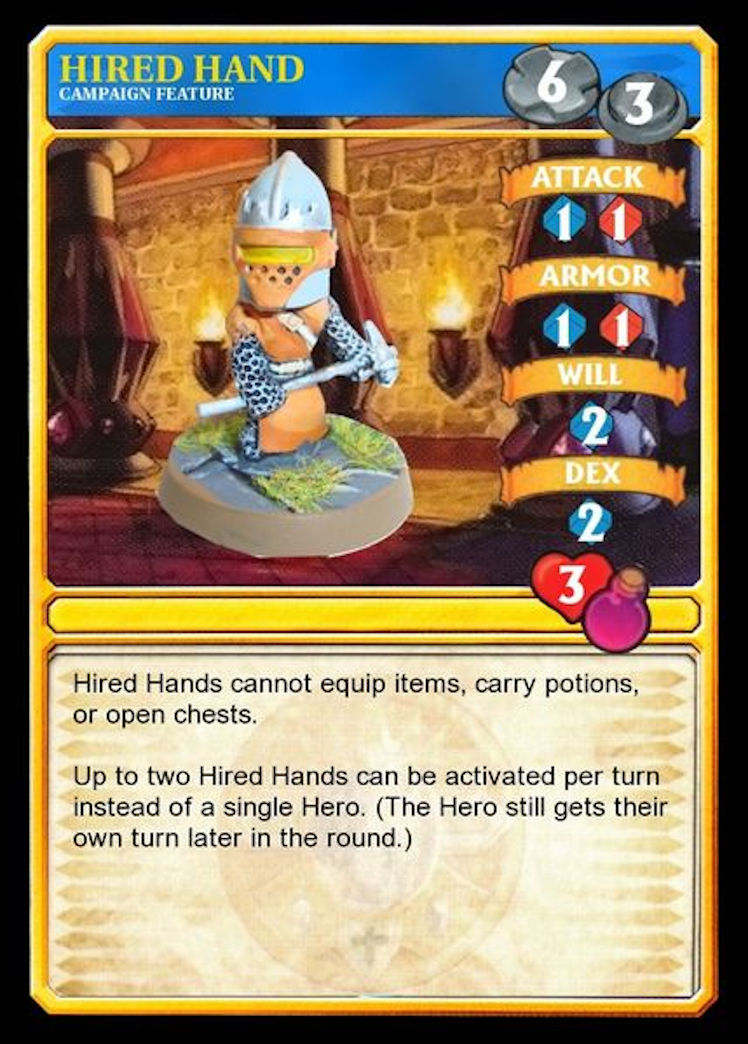 HIRED HAND
CAMPAIGN FEATURE
6
3
ATTACK
1 1
ARMOR
1 1
WILL
2
DEX
2
3
Hired Hands cannot equip items, carry potions,
or open chests.
Up to two Hired Hands can be activated per turn
instead of a single Hero. (The Hero still gets their
own turn later in the round.)